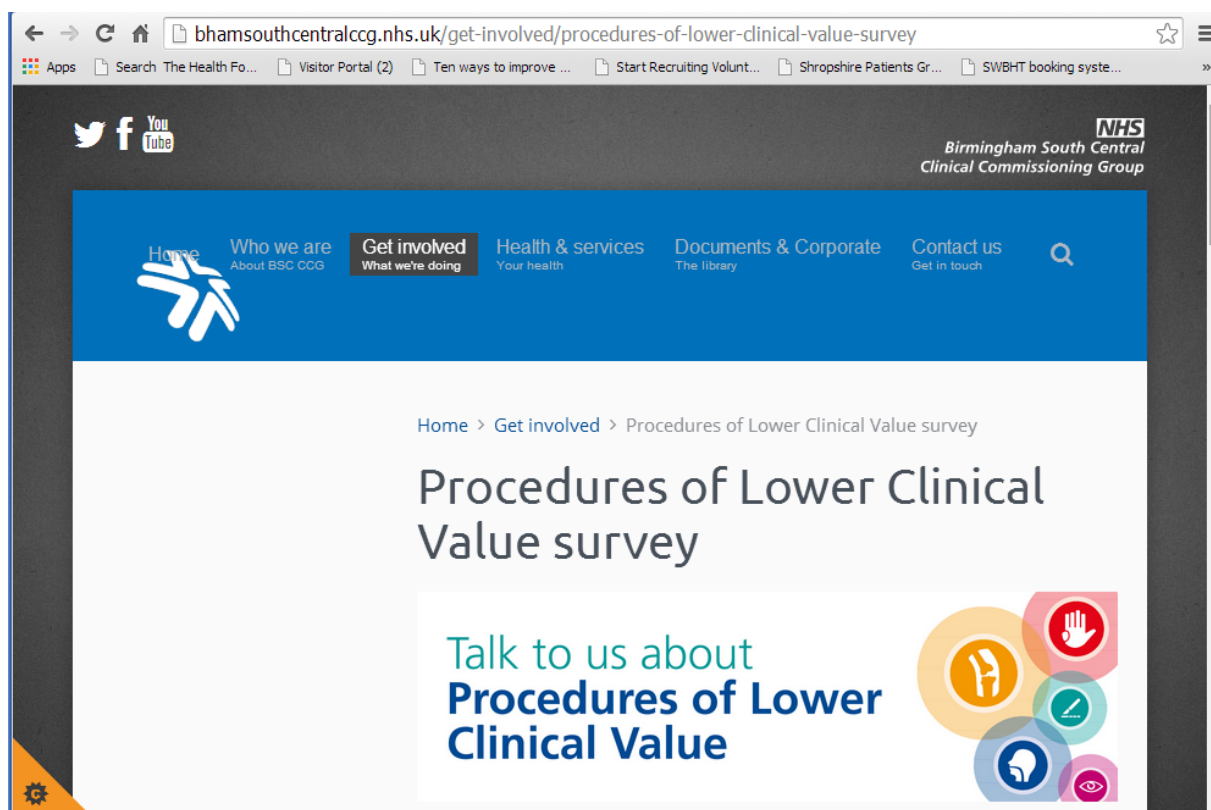 bhamsouthcentralccg.nhs.uk/get-involved/procedures-of-lower-clinical-value-survey
Apps Search The Health Fo... Visitor Portal (2) Ten ways to improve ... Start Recruiting Volunt... Shropshire Patients Gr... SWBHT booking syste... »
You
Tube
NHS
Birmingham South Central
Clinical Commissioning Group
Home Who we are Get involved Health & services Documents & Corporate Contact us
About BSC CCG What we're doing Your health The library Get in touch
Home > Get involved > Procedures of Lower Clinical Value survey
Procedures of Lower Clinical
Value survey
Talk to us about
Procedures of Lower
Clinical Value